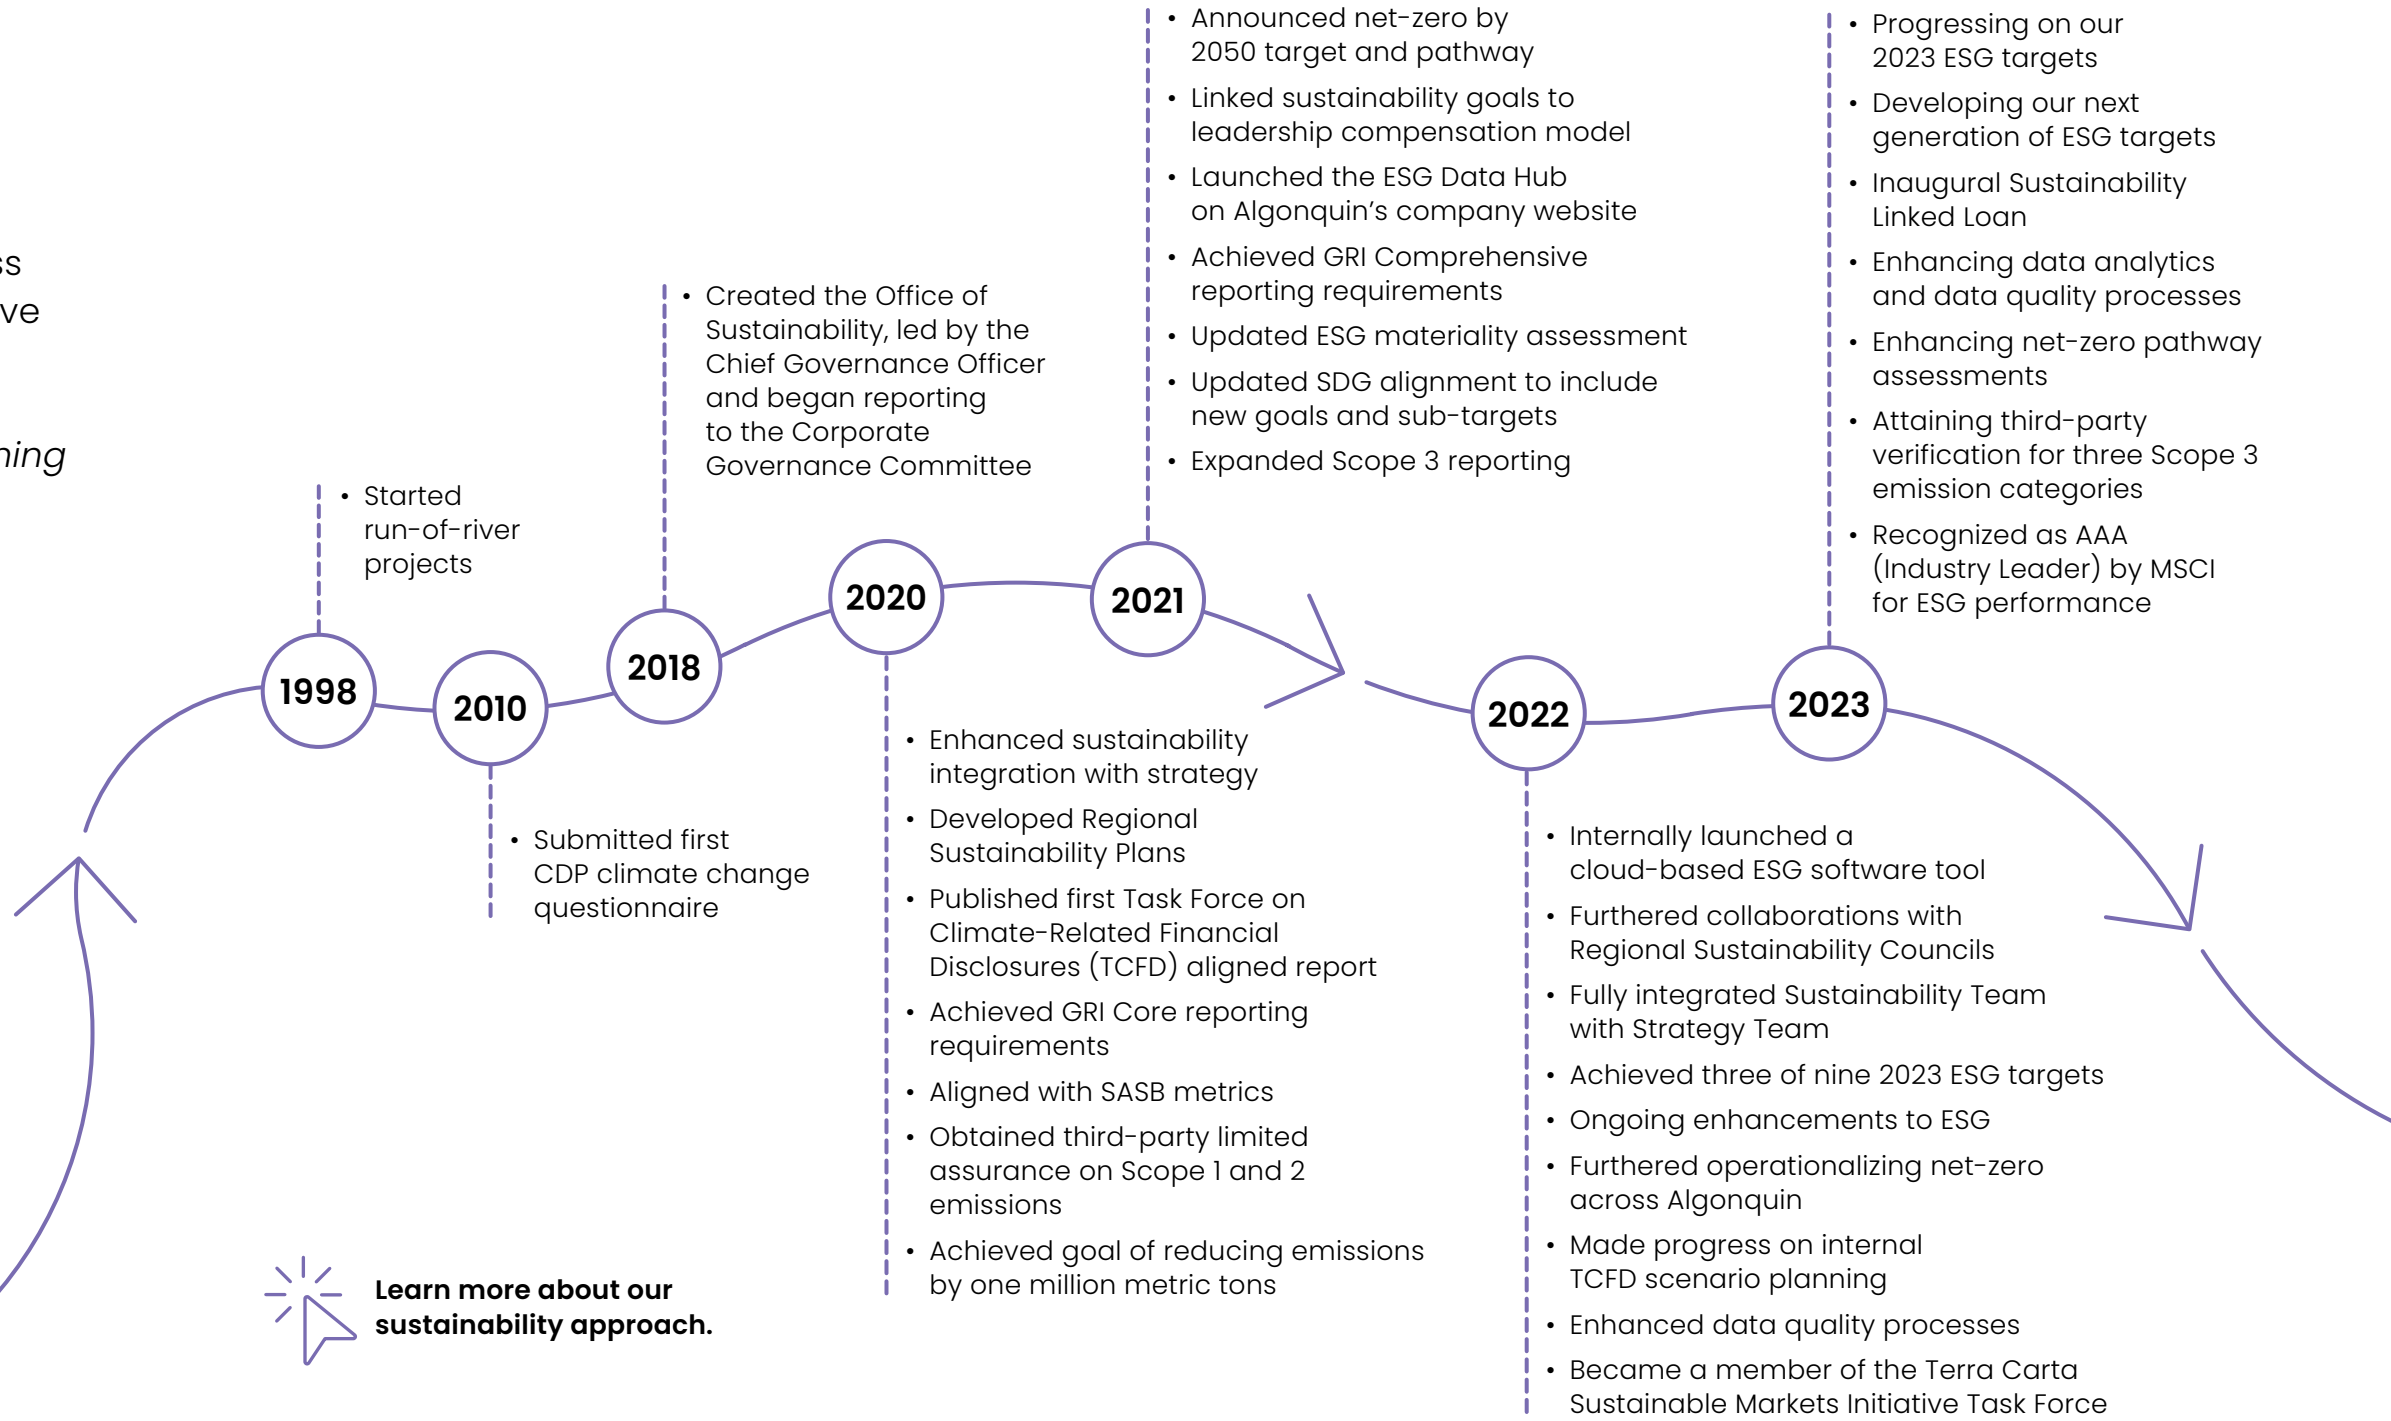 ss
ve
ning
1998
• Started
run-of-river
projects
2010
• Submitted first
CDP climate change
questionnaire
2018
• Created the Office of
Sustainability, led by the
Chief Governance Officer
and began reporting
to the Corporate
Governance Committee
2020
• Enhanced sustainability
integration with strategy
• Developed Regional
Sustainability Plans
• Published first Task Force on
Climate-Related Financial
Disclosures (TCFD) aligned report
• Achieved GRI Core reporting
requirements
• Aligned with SASB metrics
• Obtained third-party limited
assurance on Scope 1 and 2
emissions
• Achieved goal of reducing emissions
by one million metric tons
2021
• Announced net-zero by
2050 target and pathway
• Linked sustainability goals to
leadership compensation model
• Launched the ESG Data Hub
on Algonquin’s company website
• Achieved GRI Comprehensive
reporting requirements
• Updated ESG materiality assessment
• Updated SDG alignment to include
new goals and sub-targets
• Expanded Scope 3 reporting
2022
• Internally launched a
cloud-based ESG software tool
• Furthered collaborations with
Regional Sustainability Councils
• Fully integrated Sustainability Team
with Strategy Team
• Achieved three of nine 2023 ESG targets
• Ongoing enhancements to ESG
• Furthered operationalizing net-zero
across Algonquin
• Made progress on internal
TCFD scenario planning
• Enhanced data quality processes
• Became a member of the Terra Carta
Sustainable Markets Initiative Task Force
2023
• Progressing on our
2023 ESG targets
• Developing our next
generation of ESG targets
• Inaugural Sustainability
Linked Loan
• Enhancing data analytics
and data quality processes
• Enhancing net-zero pathway
assessments
• Attaining third-party
verification for three Scope 3
emission categories
• Recognized as AAA
(Industry Leader) by MSCI
for ESG performance
Learn more about our
sustainability approach.